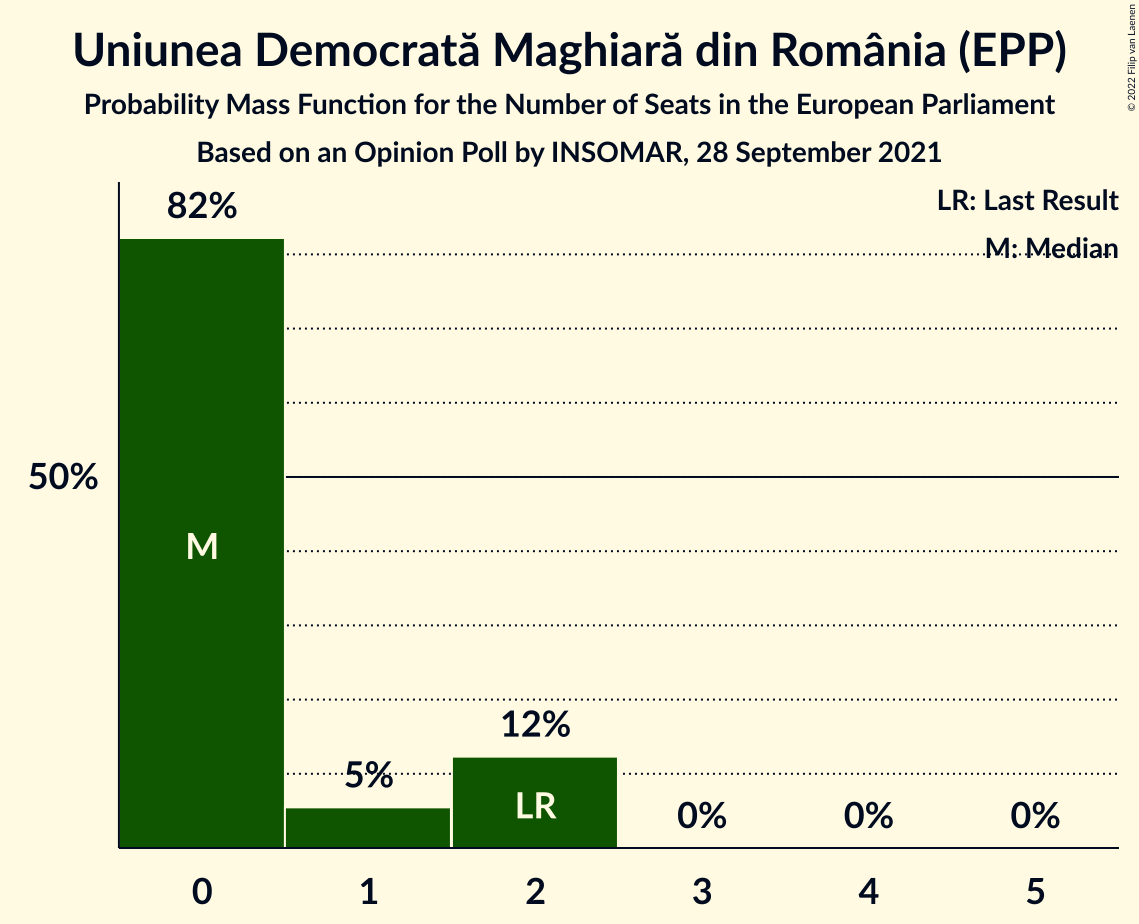 Uniunea Democrată Maghiară din România (EPP)
Probability Mass Function for the Number of Seats in the European Parliament
Based on an Opinion Poll by INSOMAR, 28 September 2021
© 2022 Filip van Laenen
LR: Last Result
M: Median
82%
50%
M
5%
12%
LR
0%
0%
0%
0
1
2
3
4
5